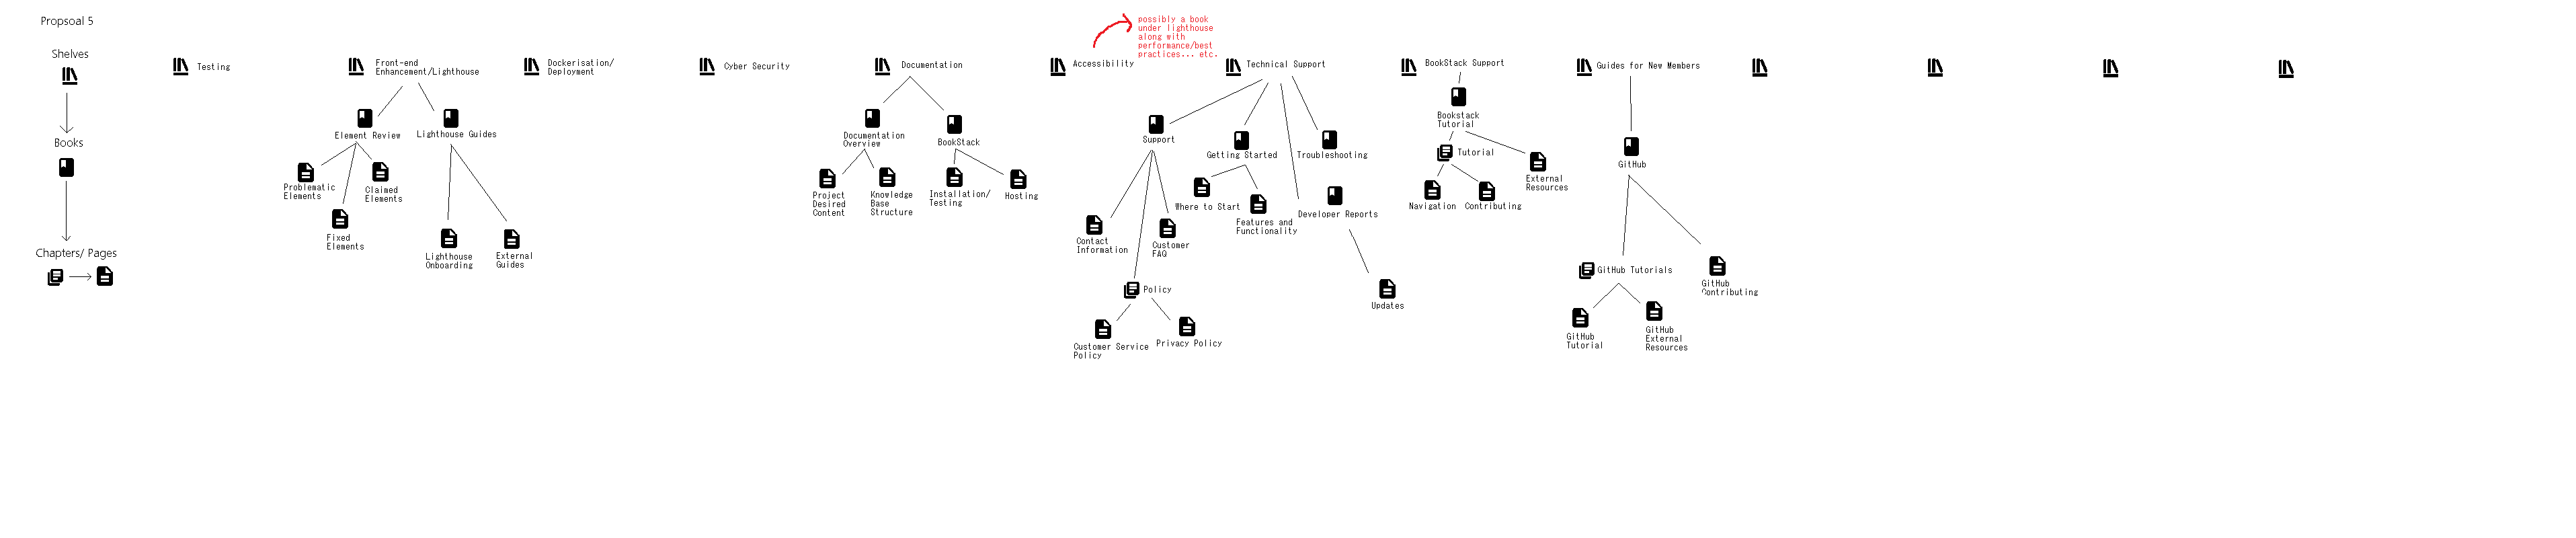 Propsoal 5
Shelves
Books
Chapters/ Pages
Testing
Front-end
Enhancement/Lighthouse
Element Review
Lighthouse Guides
Problematic
Elements
Claimed
Elements
Fixed
Elements
Lighthouse
Onboarding
External
Guides
Dockerisation/
Deployment
Cyber Security
Documentation
Documentation
Overview
BookStack
Project
Desired
Content
Knowledge
Base
Structure
Installation/
Testing
Hosting
Accessibility
possibly a book
under lighthouse
along with
performance/best
practices... etc.
Technical Support
Support
Getting Started
Troubleshooting
Where to Start
Features and
Functionality
Developer Reports
Contact
Information
Customer
FAQ
Policy
Updates
Customer Service
Policy
Privacy Policy
BookStack Support
Bookstack
Tutorial
Tutorial
External
Resources
Navigation
Contributing
Guides for New Members
GitHub
GitHub Tutorials
GitHub
Contributing
GitHub
Tutorial
GitHub
External
Resources